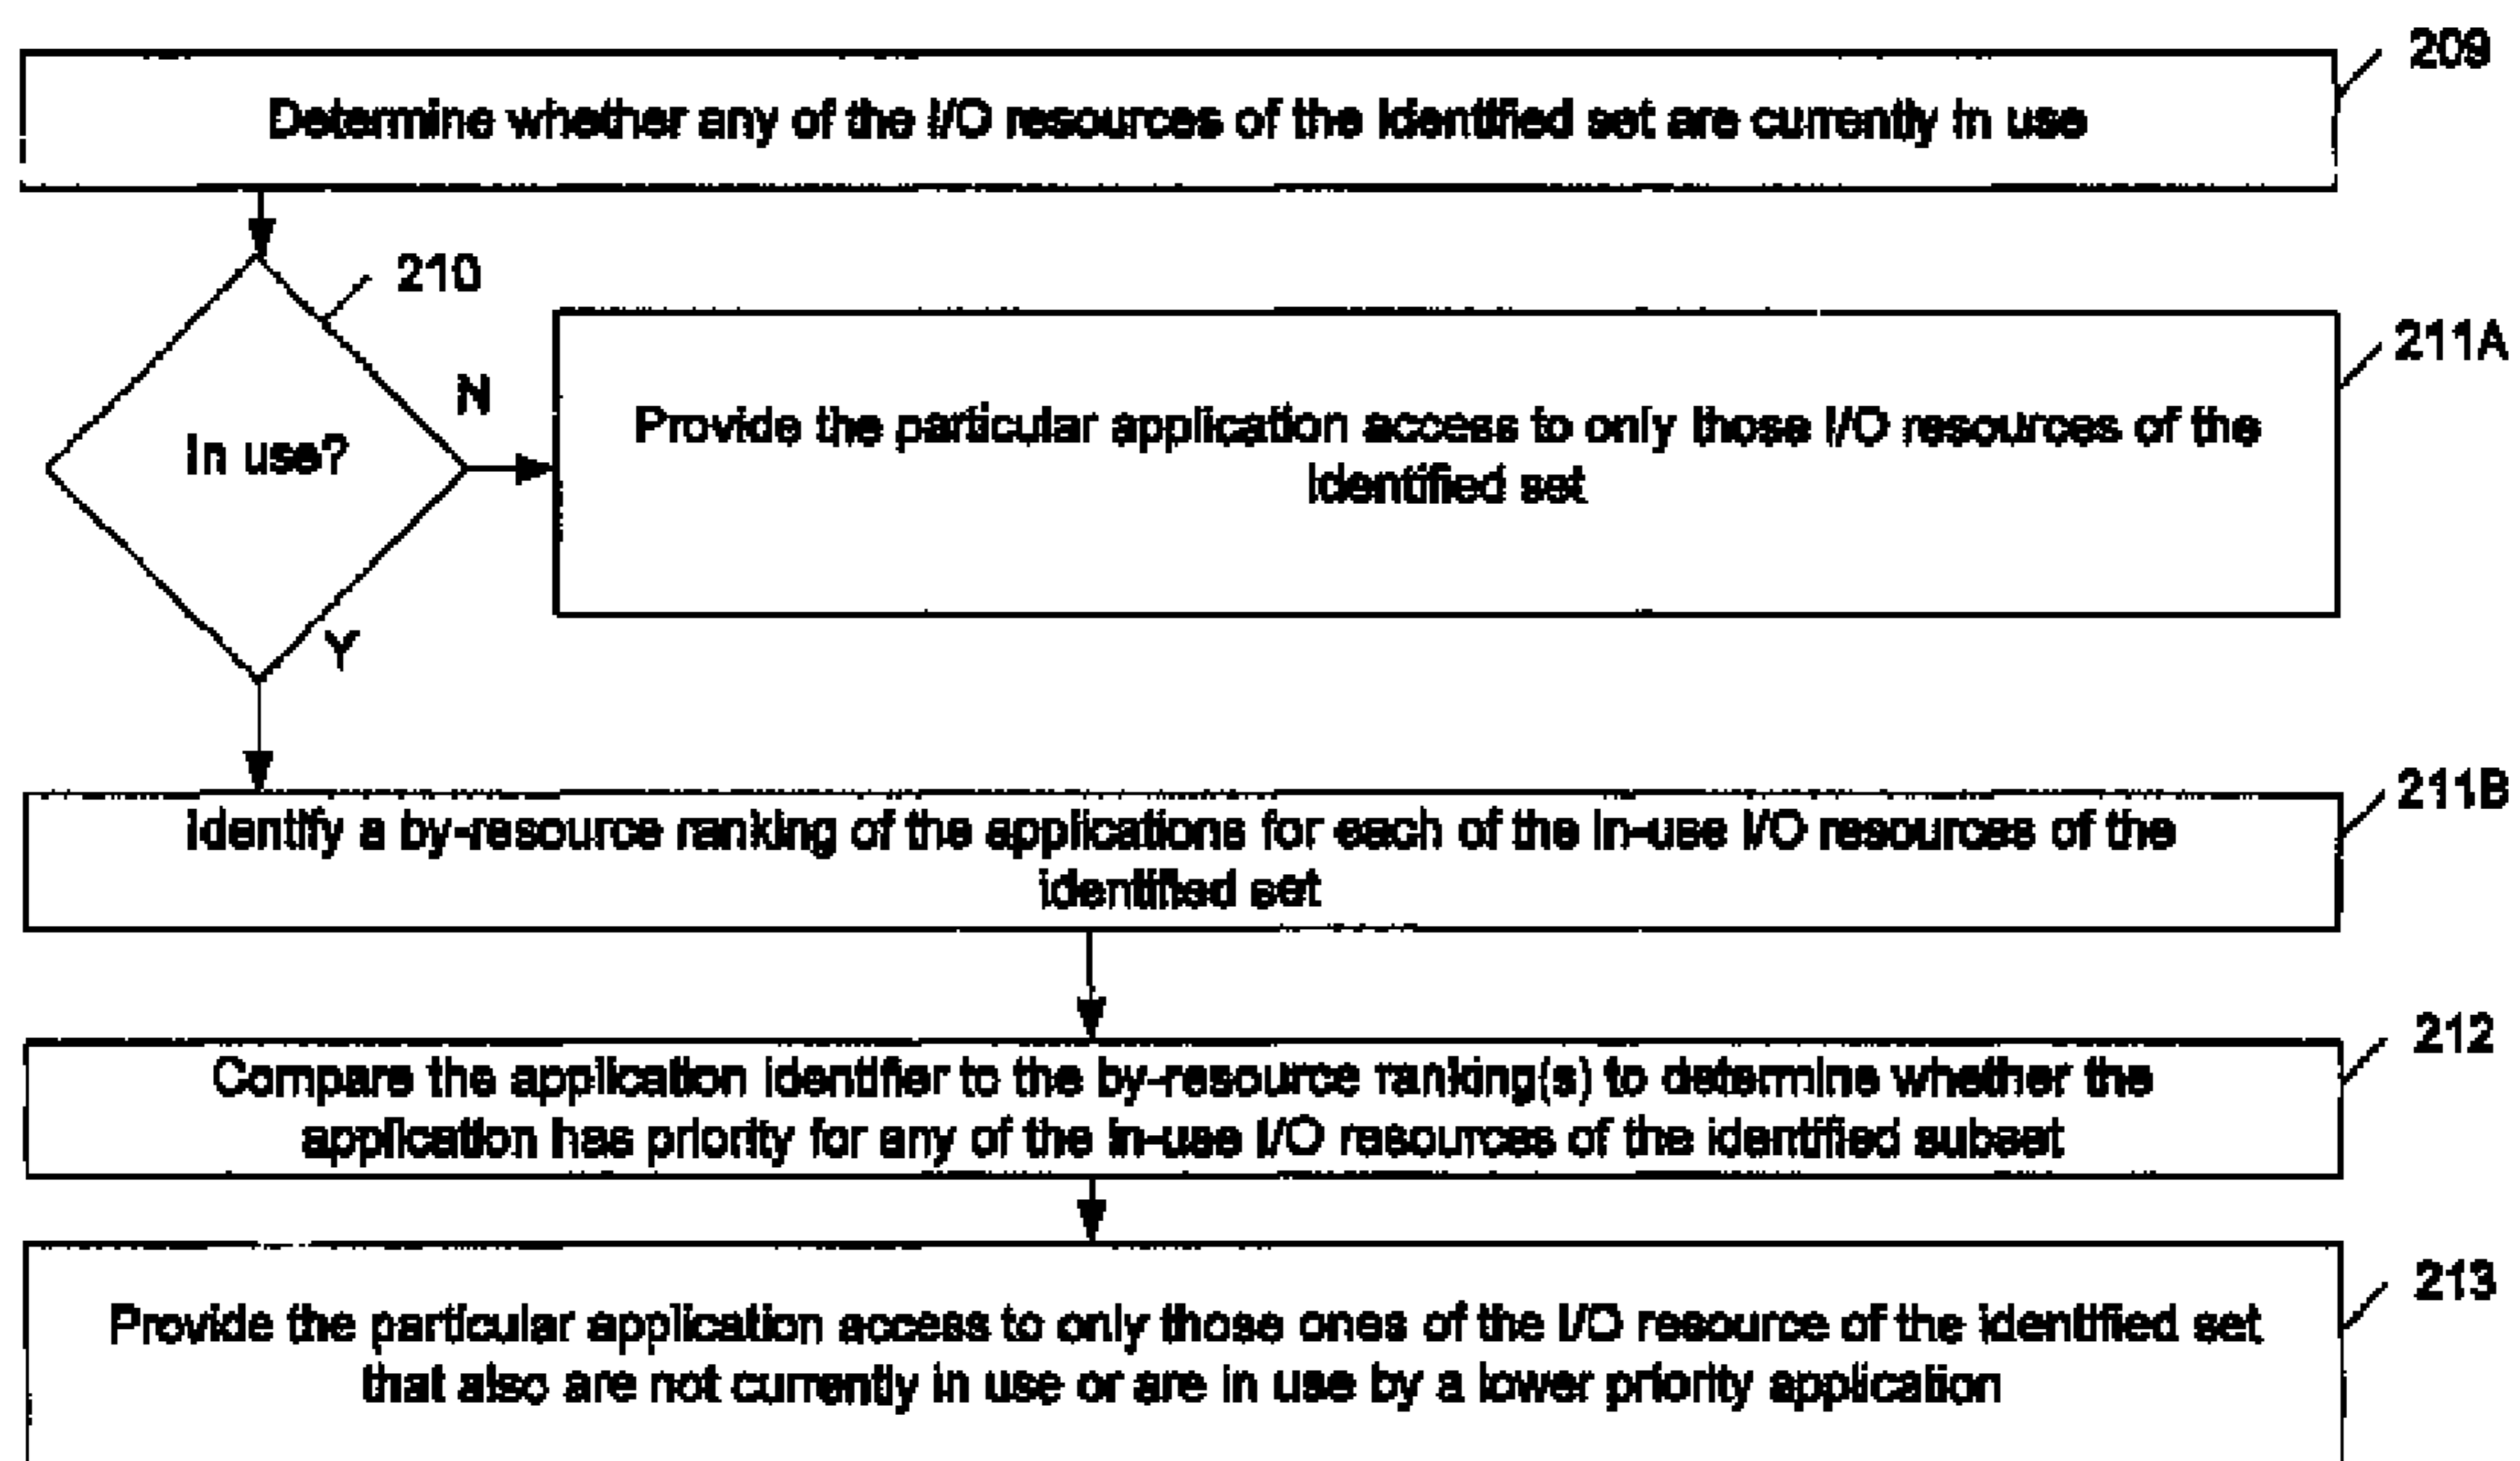 209
Determine whether any of the I/O resources of the identified set are currently in use
210
N
211A
In use?
Provide the particular application access to only those I/O resources of the
identified set
Y
211B
Identify a by-resource ranking of the applications for each of the in-use I/O resources of the
identified set
212
Compare the application identifier to the by-resource ranking(s) to determine whether the
application has priority for any of the in-use I/O resources of the identified subset
213
Provide the particular application access to only those ones of the I/O resource of the identified set
that also are not currently in use or are in use by a lower priority application